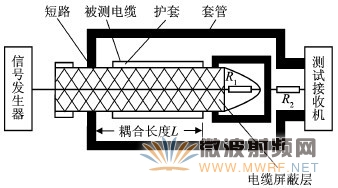 短路 被测电缆 护套 套管
信号发生器
R1
R2
测试接收机
耦合长度L
微波射频网
WWW.MWRF.NET
电缆屏蔽层